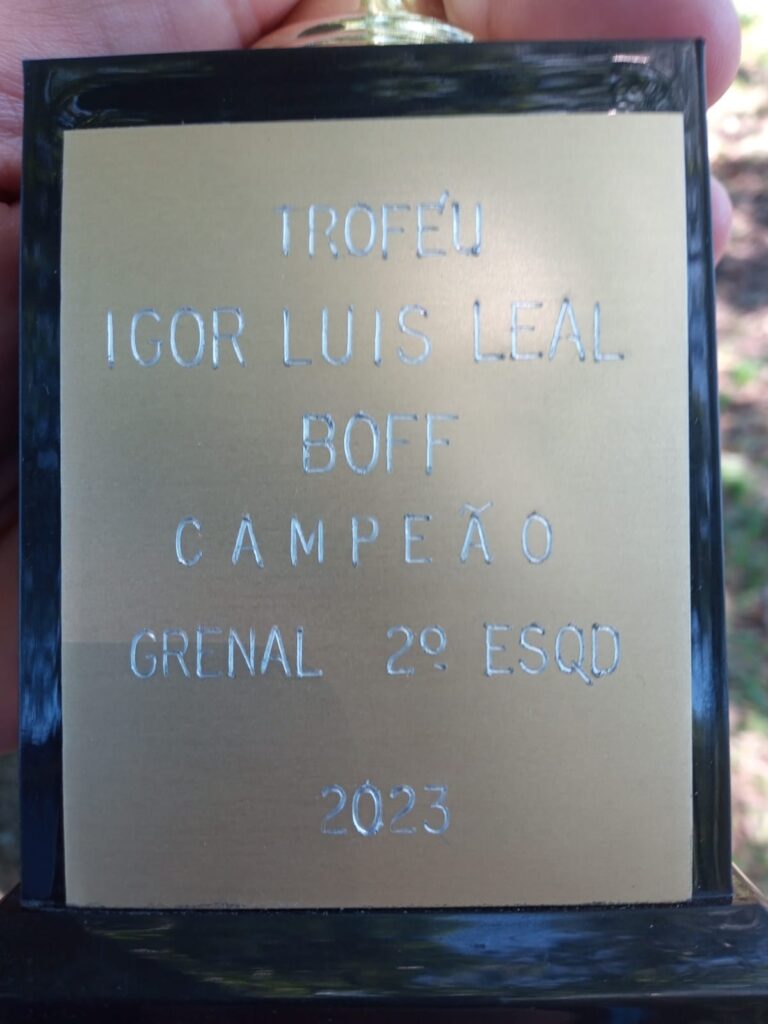 TROFÉU
IGOR LUIS LEAL
BOFF
CAMPEÃO
GRENAL 2º ESQD
2023